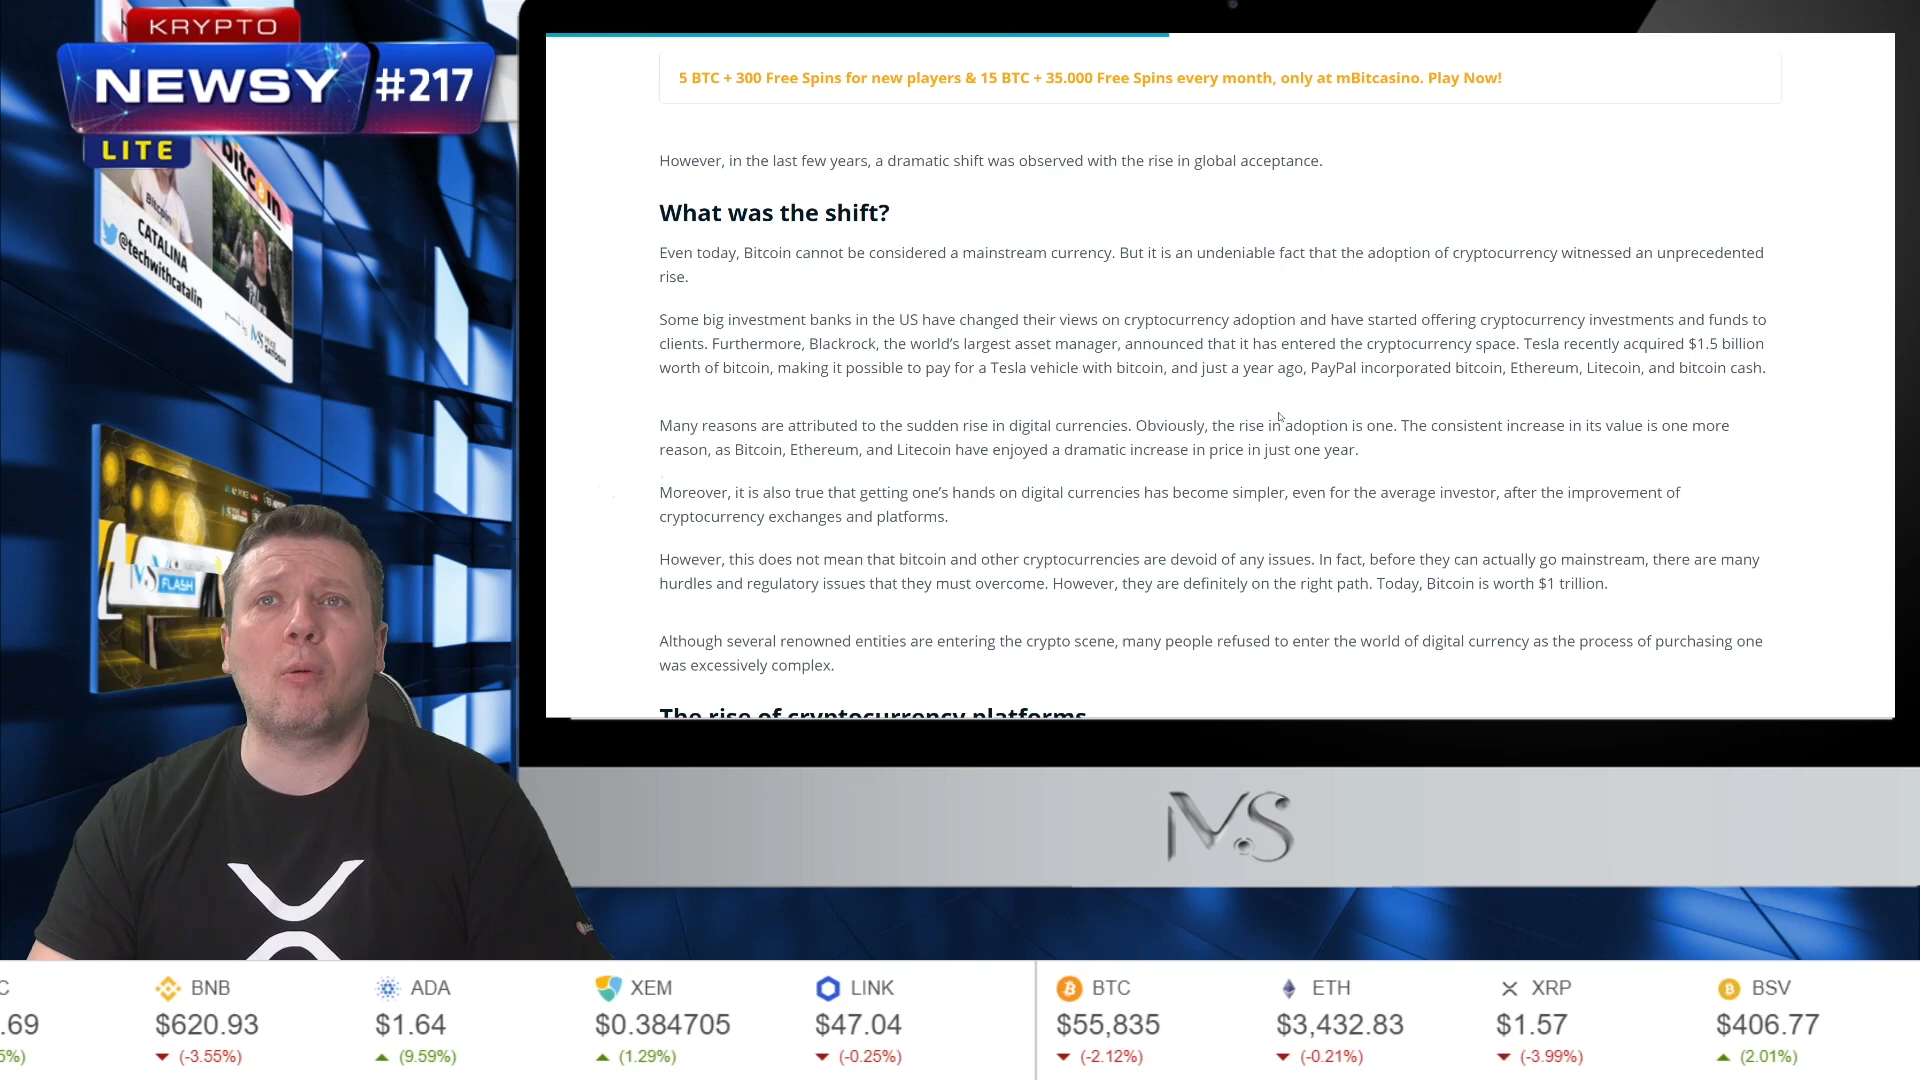 KRYPTO
NEWSY #217
LITE
bitcoin
Bitcoin
CATALINA
@techwithcatalin
FLASH
5 BTC + 300 Free Spins for new players & 15 BTC + 35.000 Free Spins every month, only at mBitcasino. Play Now!
However, in the last few years, a dramatic shift was observed with the rise in global acceptance.
What was the shift?
Even today, Bitcoin cannot be considered a mainstream currency. But it is an undeniable fact that the adoption of cryptocurrency witnessed an unprecedented
rise.
Some big investment banks in the US have changed their views on cryptocurrency adoption and have started offering cryptocurrency investments and funds to
clients. Furthermore, Blackrock, the world's largest asset manager, announced that it has entered the cryptocurrency space. Tesla recently acquired $1.5 billion
worth of bitcoin, making it possible to pay for a Tesla vehicle with bitcoin, and just a year ago, PayPal incorporated bitcoin, Ethereum, Litecoin, and bitcoin cash.
Many reasons are attributed to the sudden rise in digital currencies. Obviously, the rise in adoption is one. The consistent increase in its value is one more
reason, as Bitcoin, Ethereum, and Litecoin have enjoyed a dramatic increase in price in just one year.
Moreover, it is also true that getting one's hands on digital currencies has become simpler, even for the average investor, after the improvement of
cryptocurrency exchanges and platforms.
However, this does not mean that bitcoin and other cryptocurrencies are devoid of any issues. In fact, before they can actually go mainstream, there are many
hurdles and regulatory issues that they must overcome. However, they are definitely on the right path. Today, Bitcoin is worth $1 trillion.
Although several renowned entities are entering the crypto scene, many people refused to enter the world of digital currency as the process of purchasing one
was excessively complex.
The rise of cryptocurrency platforms
MS
C BNB ADA XEM LINK BTC ETH XRP BSV
.69 $620.93 $1.64 $0.384705 $47.04 $55,835 $3,432.83 $1.57 $406.77
5%) (-3.55%) (9.59%) (1.29%) (-0.25%) (-2.12%) (-0.21%) (-3.99%) (2.01%)